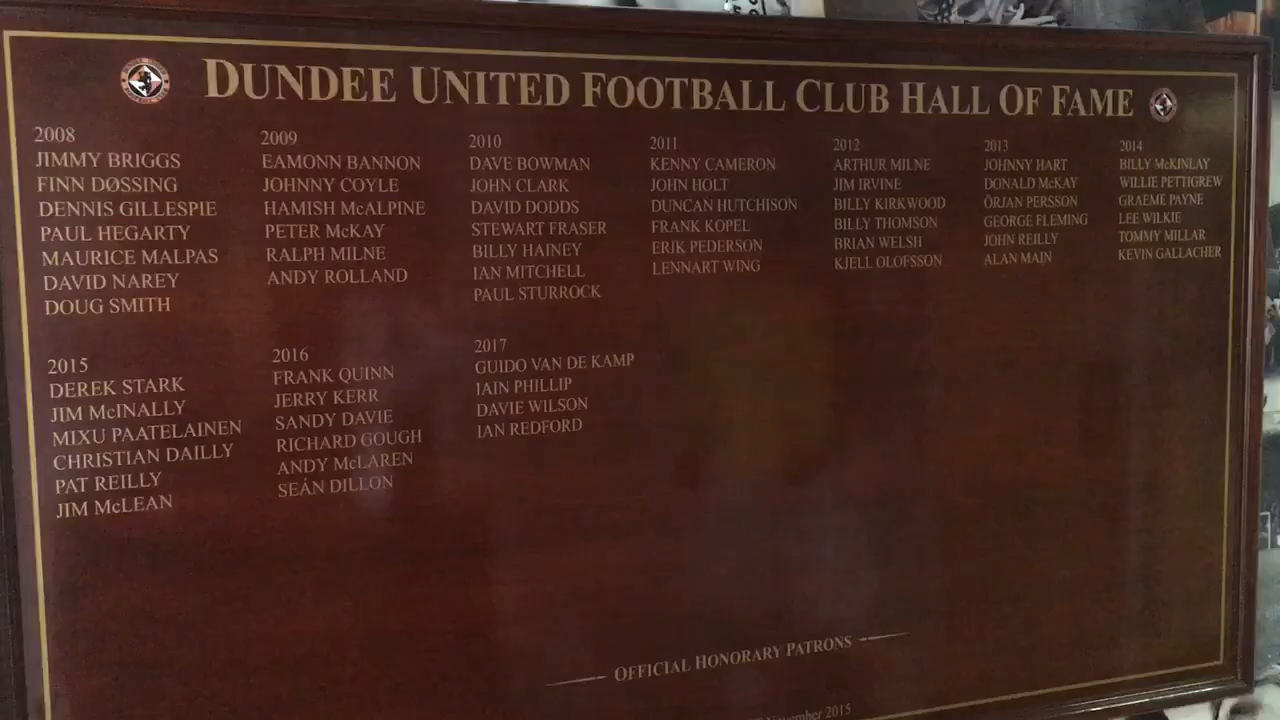 DUNDEE UNITED FOOTBALL CLUB HALL OF FAME
2008
JIMMY BRIGGS
FINN DØSSING
DENNIS GILLESPIE
PAUL HEGARTY
MAURICE MALPAS
DAVID NAREY
DOUG SMITH
2009
EAMONN BANNON
JOHNNY COYLE
HAMISH McALPINE
PETER McKAY
RALPH MILNE
ANDY ROLLAND
2010
DAVE BOWMAN
JOHN CLARK
DAVID DODDS
STEWART FRASER
BILLY HAINEY
IAN MITCHELL
PAUL STURROCK
2011
KENNY CAMERON
JOHN HOLT
DUNCAN HUTCHISON
FRANK KOPEL
ERIK PEDERSON
LENNART WING
2012
ARTHUR MILNE
JIM IRVINE
BILLY KIRKWOOD
BILLY THOMSON
BRIAN WELSH
KJELL OLOFSSON
2013
JOHNNY HART
DONALD McKAY
ÖRJAN PERSSON
GEORGE FLEMING
JOHN REILLY
ALAN MAIN
2014
BILLY McKINLAY
WILLIE PETTIGREW
GRAEME PAYNE
LEE WILKIE
TOMMY MILLAR
KEVIN GALLACHER
2015
DEREK STARK
JIM McINALLY
MIXU PAATELAINEN
CHRISTIAN DAILLY
PAT REILLY
JIM McLEAN
2016
FRANK QUINN
JERRY KERR
SANDY DAVIE
RICHARD GOUGH
ANDY McLAREN
SEÁN DILLON
2017
GUIDO VAN DE KAMP
IAIN PHILLIP
DAVIE WILSON
IAN REDFORD
OFFICIAL HONORARY PATRONS
November 2015